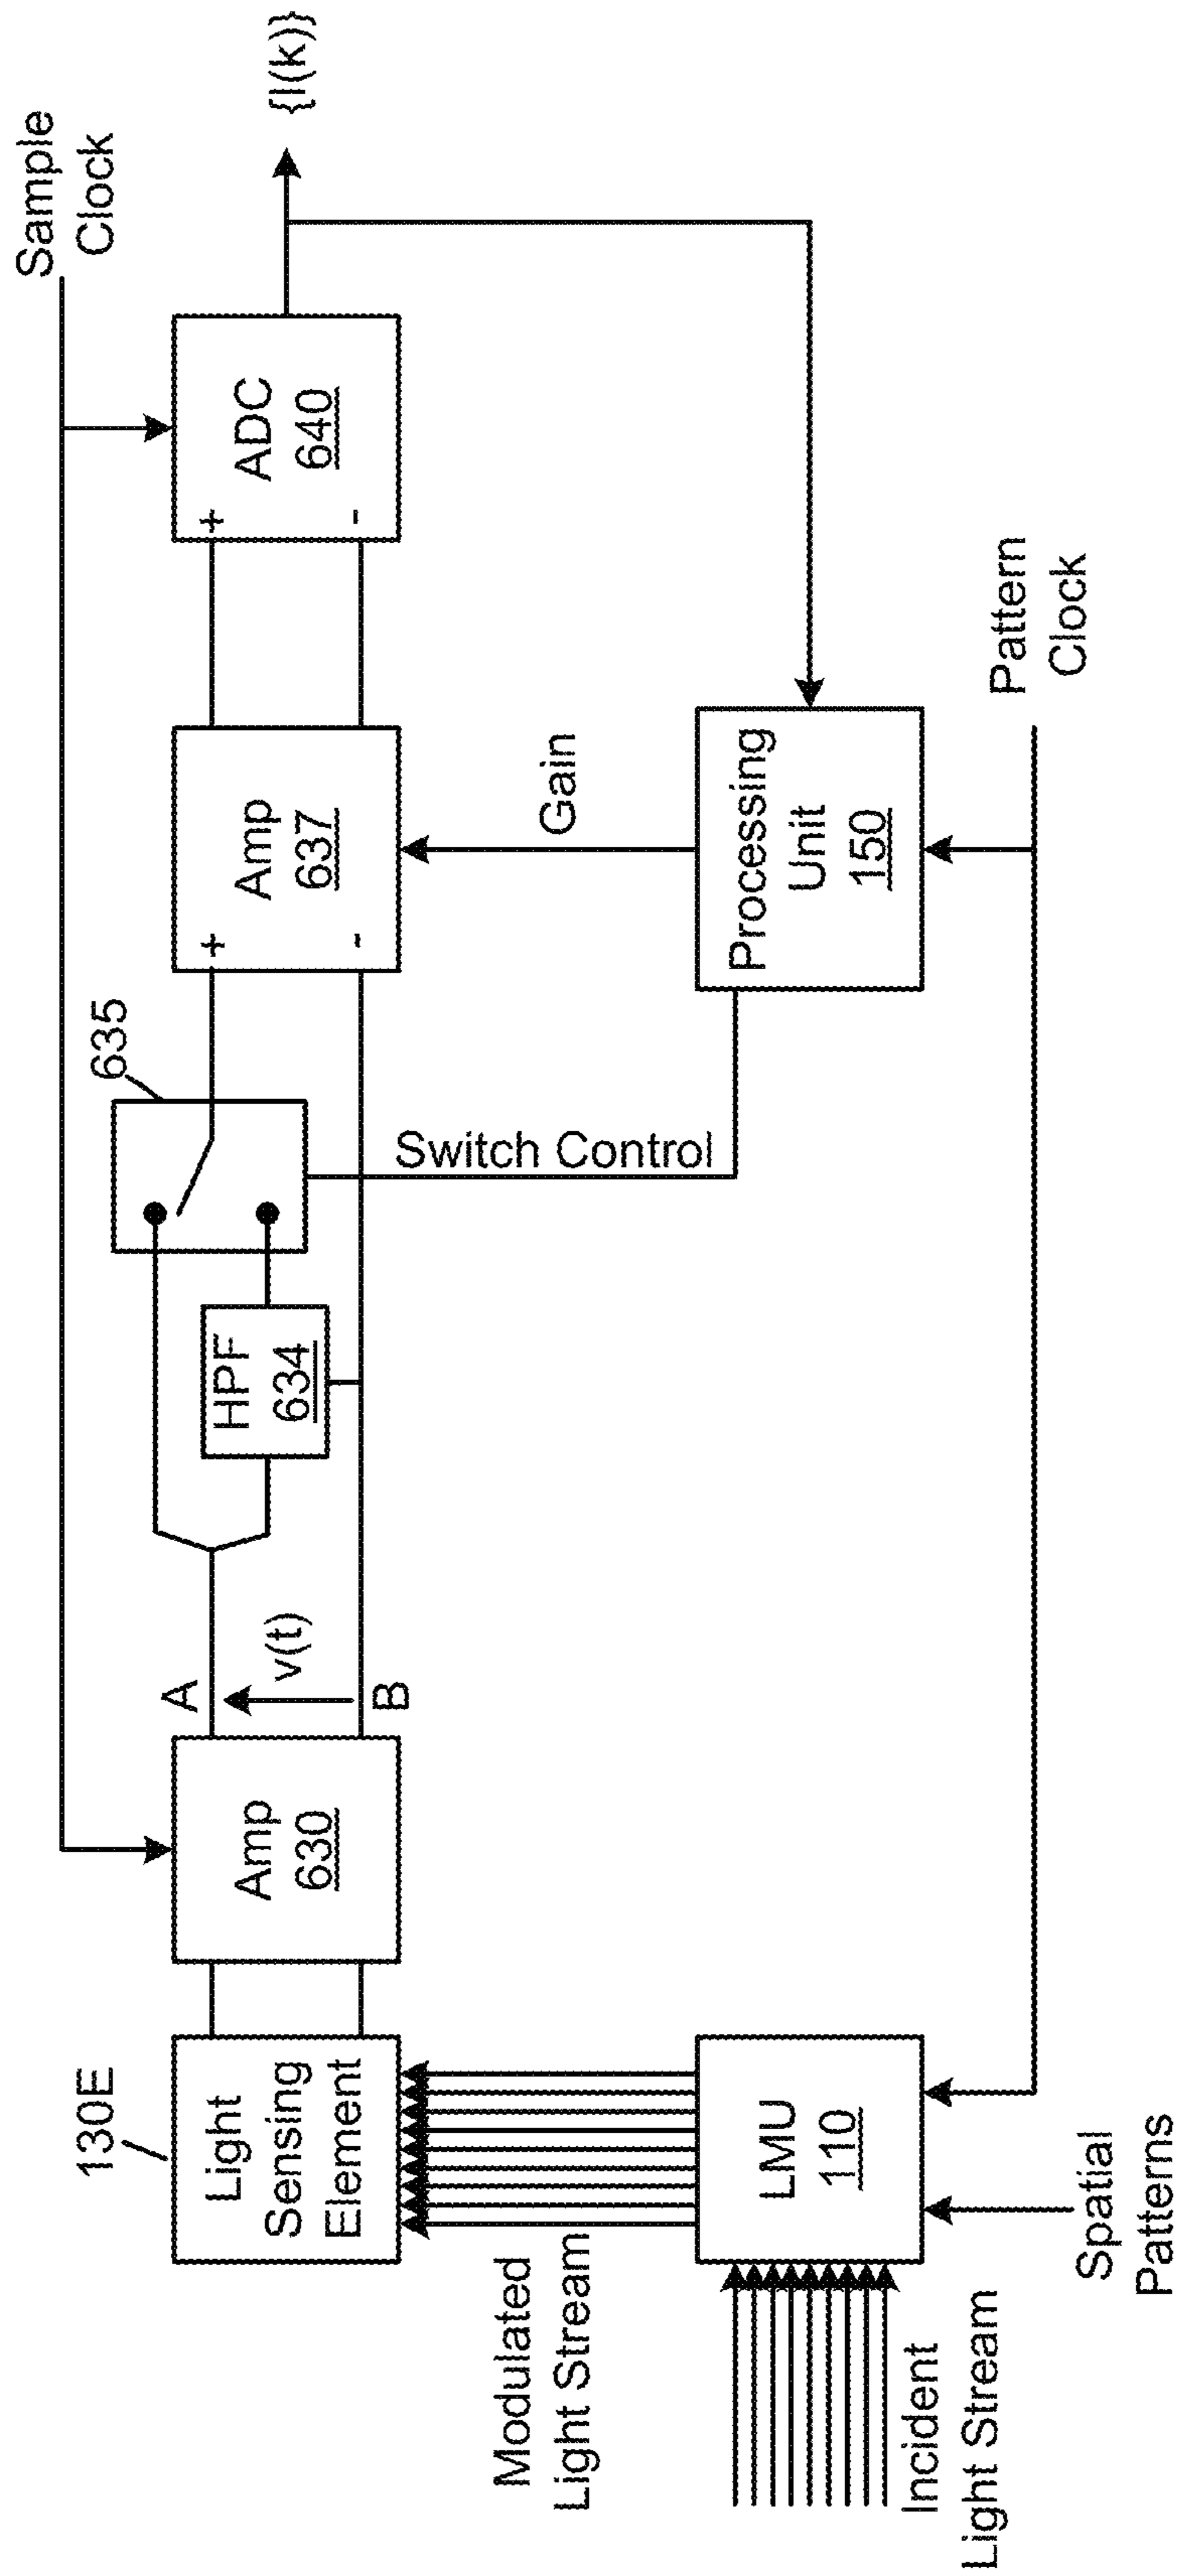 Sample
Clock
130E
Light
Sensing
Element
Amp
630
A
v(t)
B
HPF
634
635
+
-
Amp
637
+
-
ADC
640
{I(k)}
Modulated
Light Stream
Switch Control
Gain
LMU
110
Processing
Unit
150
Incident
Light Stream
Spatial
Patterns
Pattern
Clock